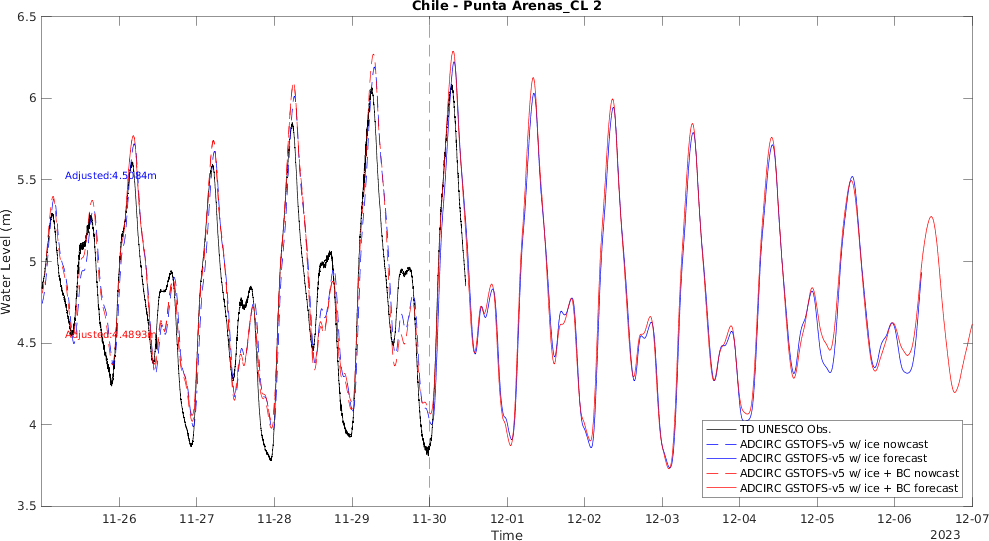 Chile - Punta Arenas_CL 2
Water Level (m)
6.5
6
5.5
5
4.5
4
3.5
Adjusted:4.5084m
Adjusted:4.4893m
TD UNESCO Obs.
ADCIRC GSTOFS-v5 w/ ice nowcast
ADCIRC GSTOFS-v5 w/ ice forecast
ADCIRC GSTOFS-v5 w/ ice + BC nowcast
ADCIRC GSTOFS-v5 w/ ice + BC forecast
11-26 11-27 11-28 11-29 11-30 12-01 12-02 12-03 12-04 12-05 12-06 12-07
Time
2023